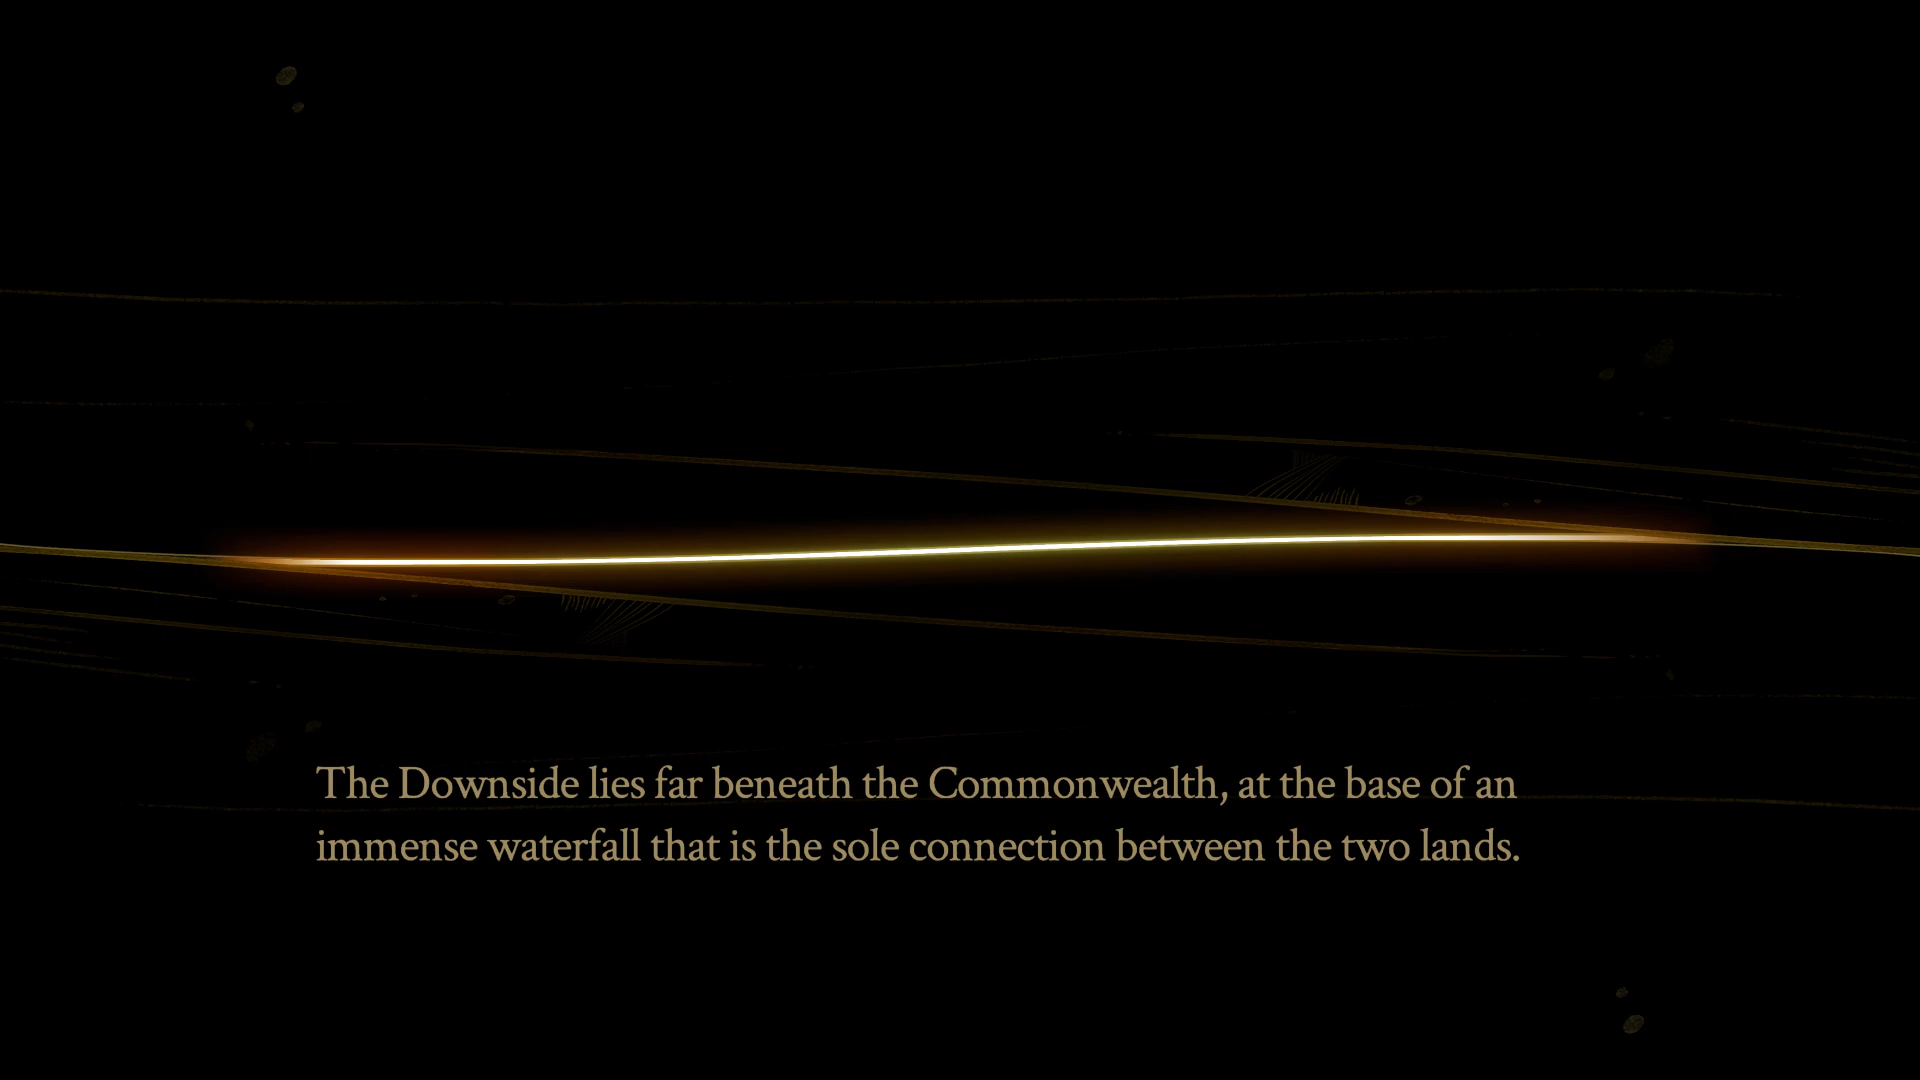 The Downside lies far beneath the Commonwealth, at the base of an
immense waterfall that is the sole connection between the two lands.